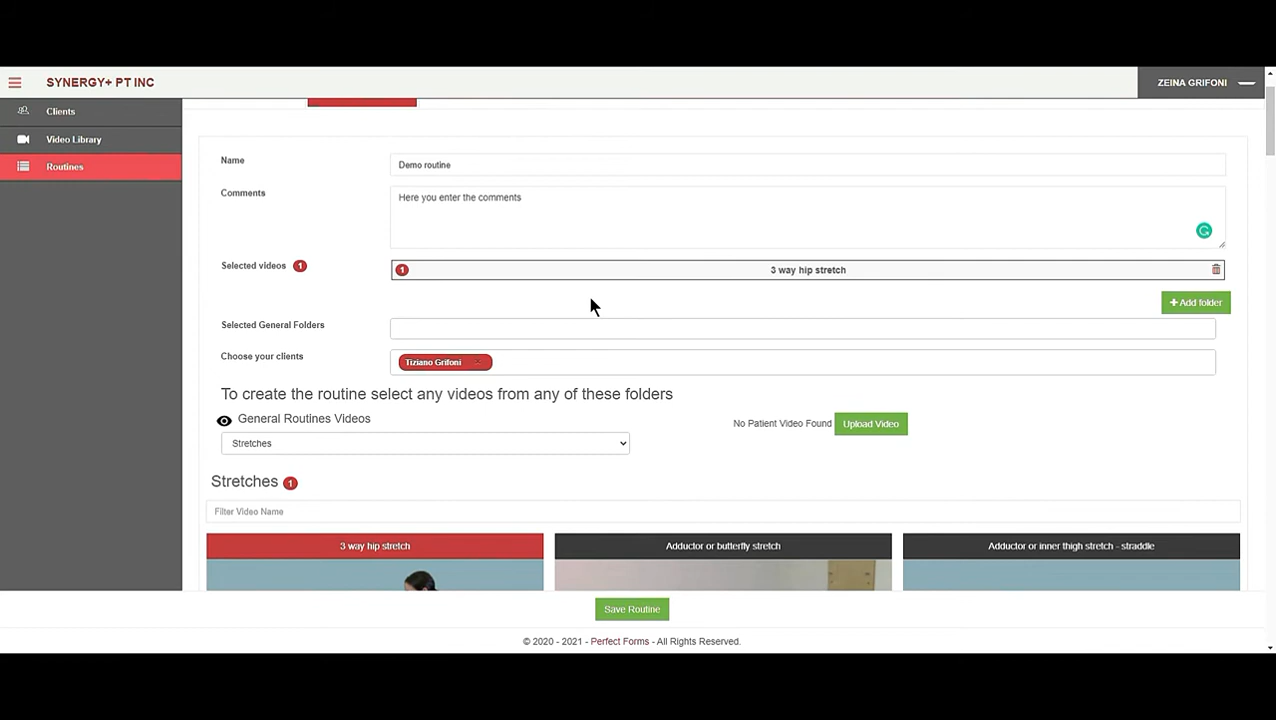 SYNERGY+ PT INC
ZEINA GRIFONI
Clients
Video Library
Routines
Name
Demo routine
Comments
Here you enter the comments
Selected videos 1
1 3 way hip stretch
+ Add folder
Selected General Folders
Choose your clients
Tiziano Grifoni ×
To create the routine select any videos from any of these folders
General Routines Videos
No Patient Video Found Upload Video
Stretches
Stretches 1
Filter Video Name
3 way hip stretch
Adductor or butterfly stretch
Adductor or inner thigh stretch - straddle
Save Routine
© 2020 - 2021 - Perfect Forms - All Rights Reserved.